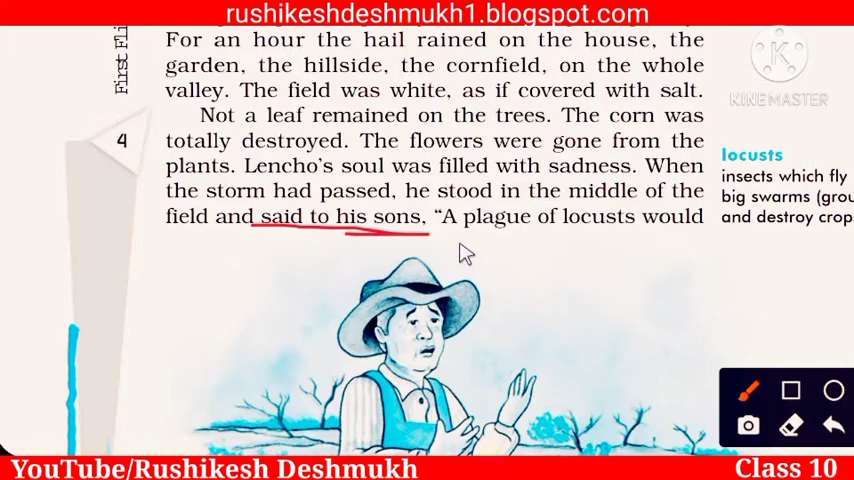 rushikeshdeshmukh1.blogspot.com
For an hour the hail rained on the house, the
garden, the hillside, the cornfield, on the whole
valley. The field was white, as if covered with salt.
Not a leaf remained on the trees. The corn was
totally destroyed. The flowers were gone from the
plants. Lencho's soul was filled with sadness. When
the storm had passed, he stood in the middle of the
field and said to his sons, “A plague of locusts would
First Fli
4
K
KINEMASTER
locusts
insects which fly
big swarms (grou
and destroy crop
YouTube/Rushikesh Deshmukh
Class 10